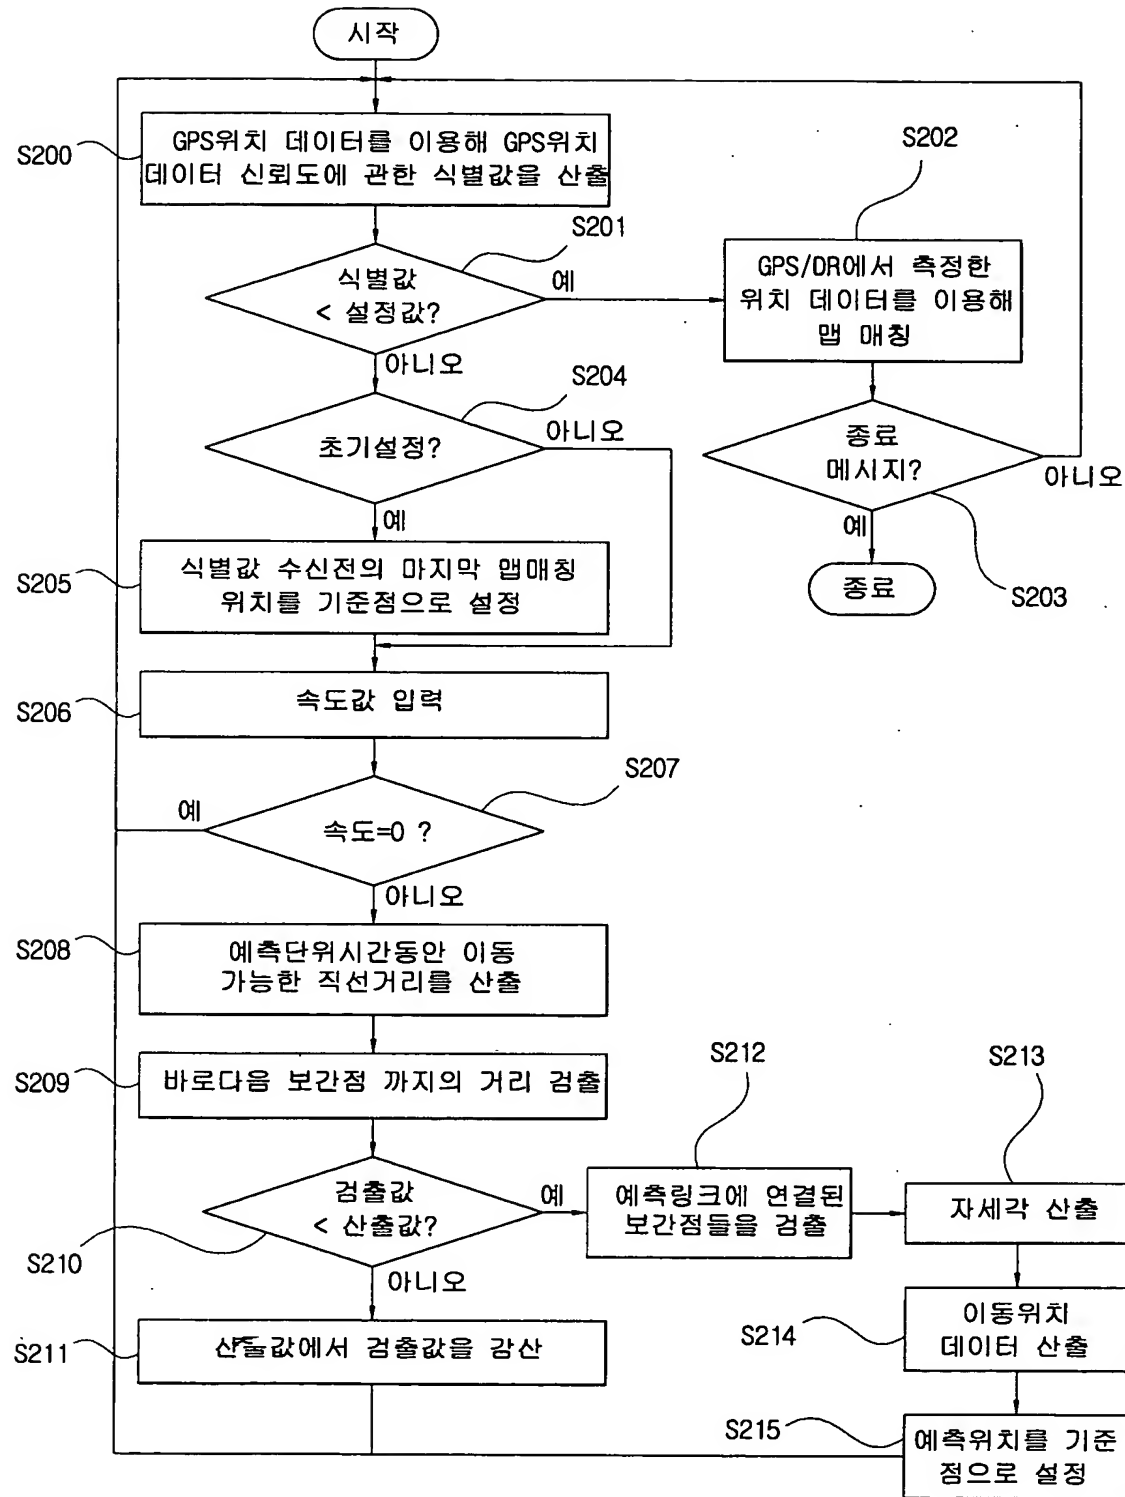 시작
S200
GPS위치 데이터를 이용해 GPS위치
데이터 신뢰도에 관한 식별값을 산출
S201
식별값
< 설정값?
예
아니오
S202
GPS/DR에서 측정한
위치 데이터를 이용해
맵 매칭
종료
메시지?
아니오
예
S203
종료
S204
초기설정?
아니오
예
S205
식별값 수신전의 마지막 맵매칭
위치를 기준점으로 설정
S206
속도값 입력
S207
예
속도=0 ?
아니오
S208
예측단위시간동안 이동
가능한 직선거리를 산출
S209
바로다음 보간점 까지의 거리 검출
S210
검출값
< 산출값?
예
아니오
S211
산출값에서 검출값을 감산
S212
예측링크에 연결된
보간점들을 검출
S213
자세각 산출
S214
이동위치
데이터 산출
S215
예측위치를 기준
점으로 설정